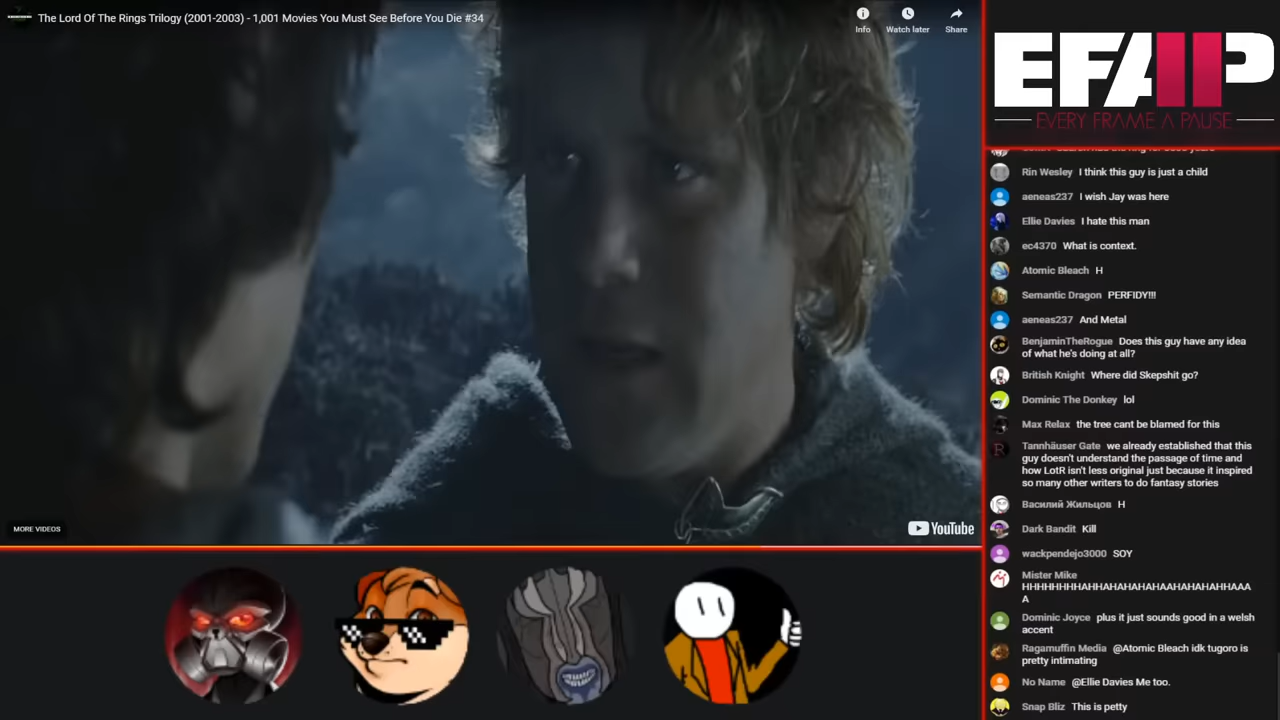 The Lord Of The Rings Trilogy (2001-2003) - 1,001 Movies You Must See Before You Die #34
Info
Watch later
Share
EFAP
EVERY FRAME A PAUSE
Rin Wesley I think this guy is just a child
aeneas237 I wish Jay was here
Ellie Davies I hate this man
ec4370 What is context.
Atomic Bleach H
Semantic Dragon PERFIDY!!!
aeneas237 And Metal
BenjaminTheRogue Does this guy have any idea
of what he's doing at all?
British Knight Where did Skepshit go?
Dominic The Donkey lol
Max Relax the tree cant be blamed for this
Tannhäuser Gate we already established that this
guy doesn't understand the passage of time and
how LotR isn't less original just because it inspired
so many other writers to do fantasy stories
Василий Жильцов H
Dark Bandit Kill
wackpendejo3000 SOY
Mister Mike
HHHHHHHHAHHAHAHAHAHAAHAHAHAHHAAA
A
Dominic Joyce plus it just sounds good in a welsh
accent
Ragamuffin Media @Atomic Bleach idk tugoro is
pretty intimating
No Name @Ellie Davies Me too.
Snap Bliz This is petty
MORE VIDEOS
YouTube